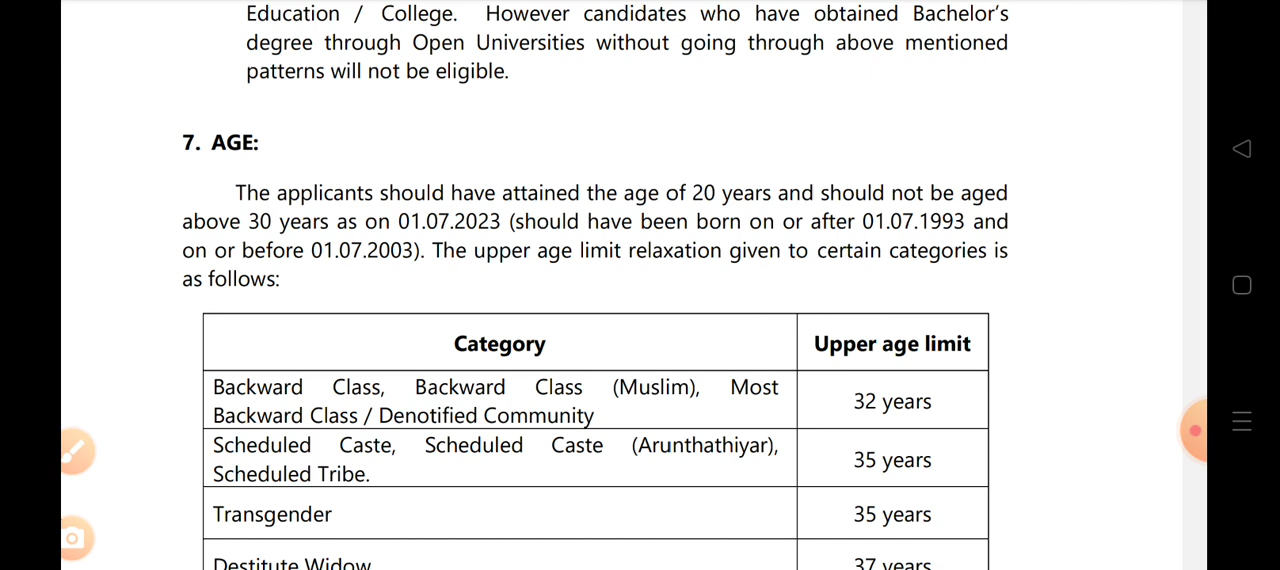 Education / College. However candidates who have obtained Bachelor's
degree through Open Universities without going through above mentioned
patterns will not be eligible.
7. AGE:
The applicants should have attained the age of 20 years and should not be aged
above 30 years as on 01.07.2023 (should have been born on or after 01.07.1993 and
on or before 01.07.2003). The upper age limit relaxation given to certain categories is
as follows:
Category Upper age limit
Backward Class, Backward Class (Muslim), Most
Backward Class / Denotified Community
32 years
Scheduled Caste, Scheduled Caste (Arunthathiyar),
Scheduled Tribe.
35 years
Transgender 35 years
Destitute Widow 37 years